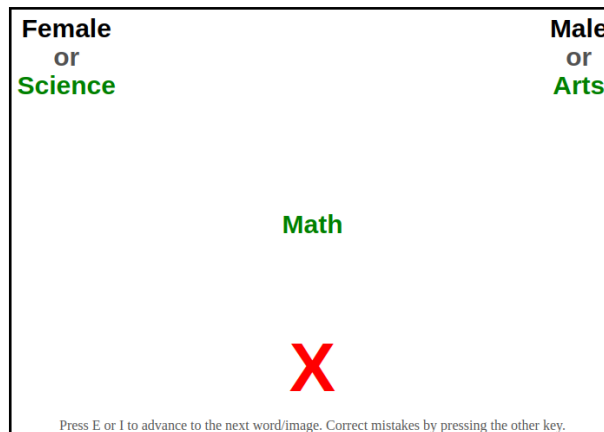 Female
or
Science
Male
or
Arts
Math
X
Press E or I to advance to the next word/image. Correct mistakes by pressing the other key.